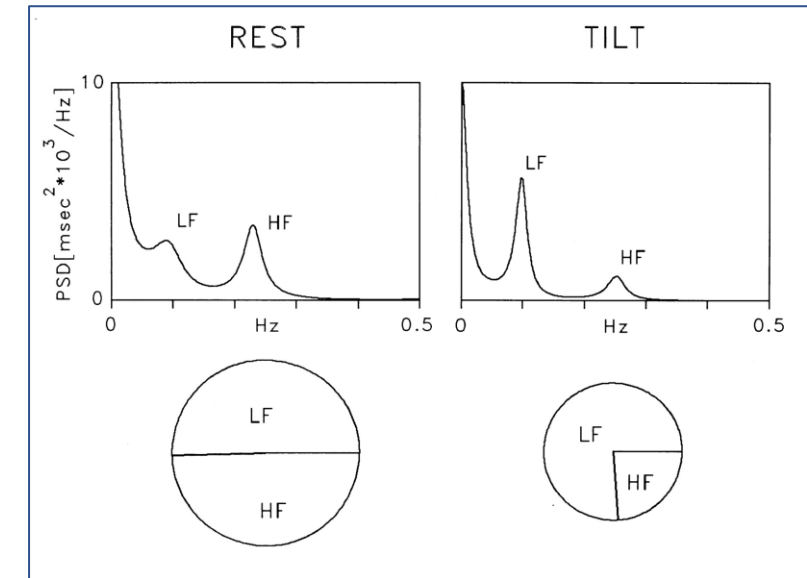 REST
TILT
10
PSD[msec²*10³/Hz]
LF
HF
0
0
Hz
0.5
LF
HF
0
Hz
0.5
LF
HF
LF
HF